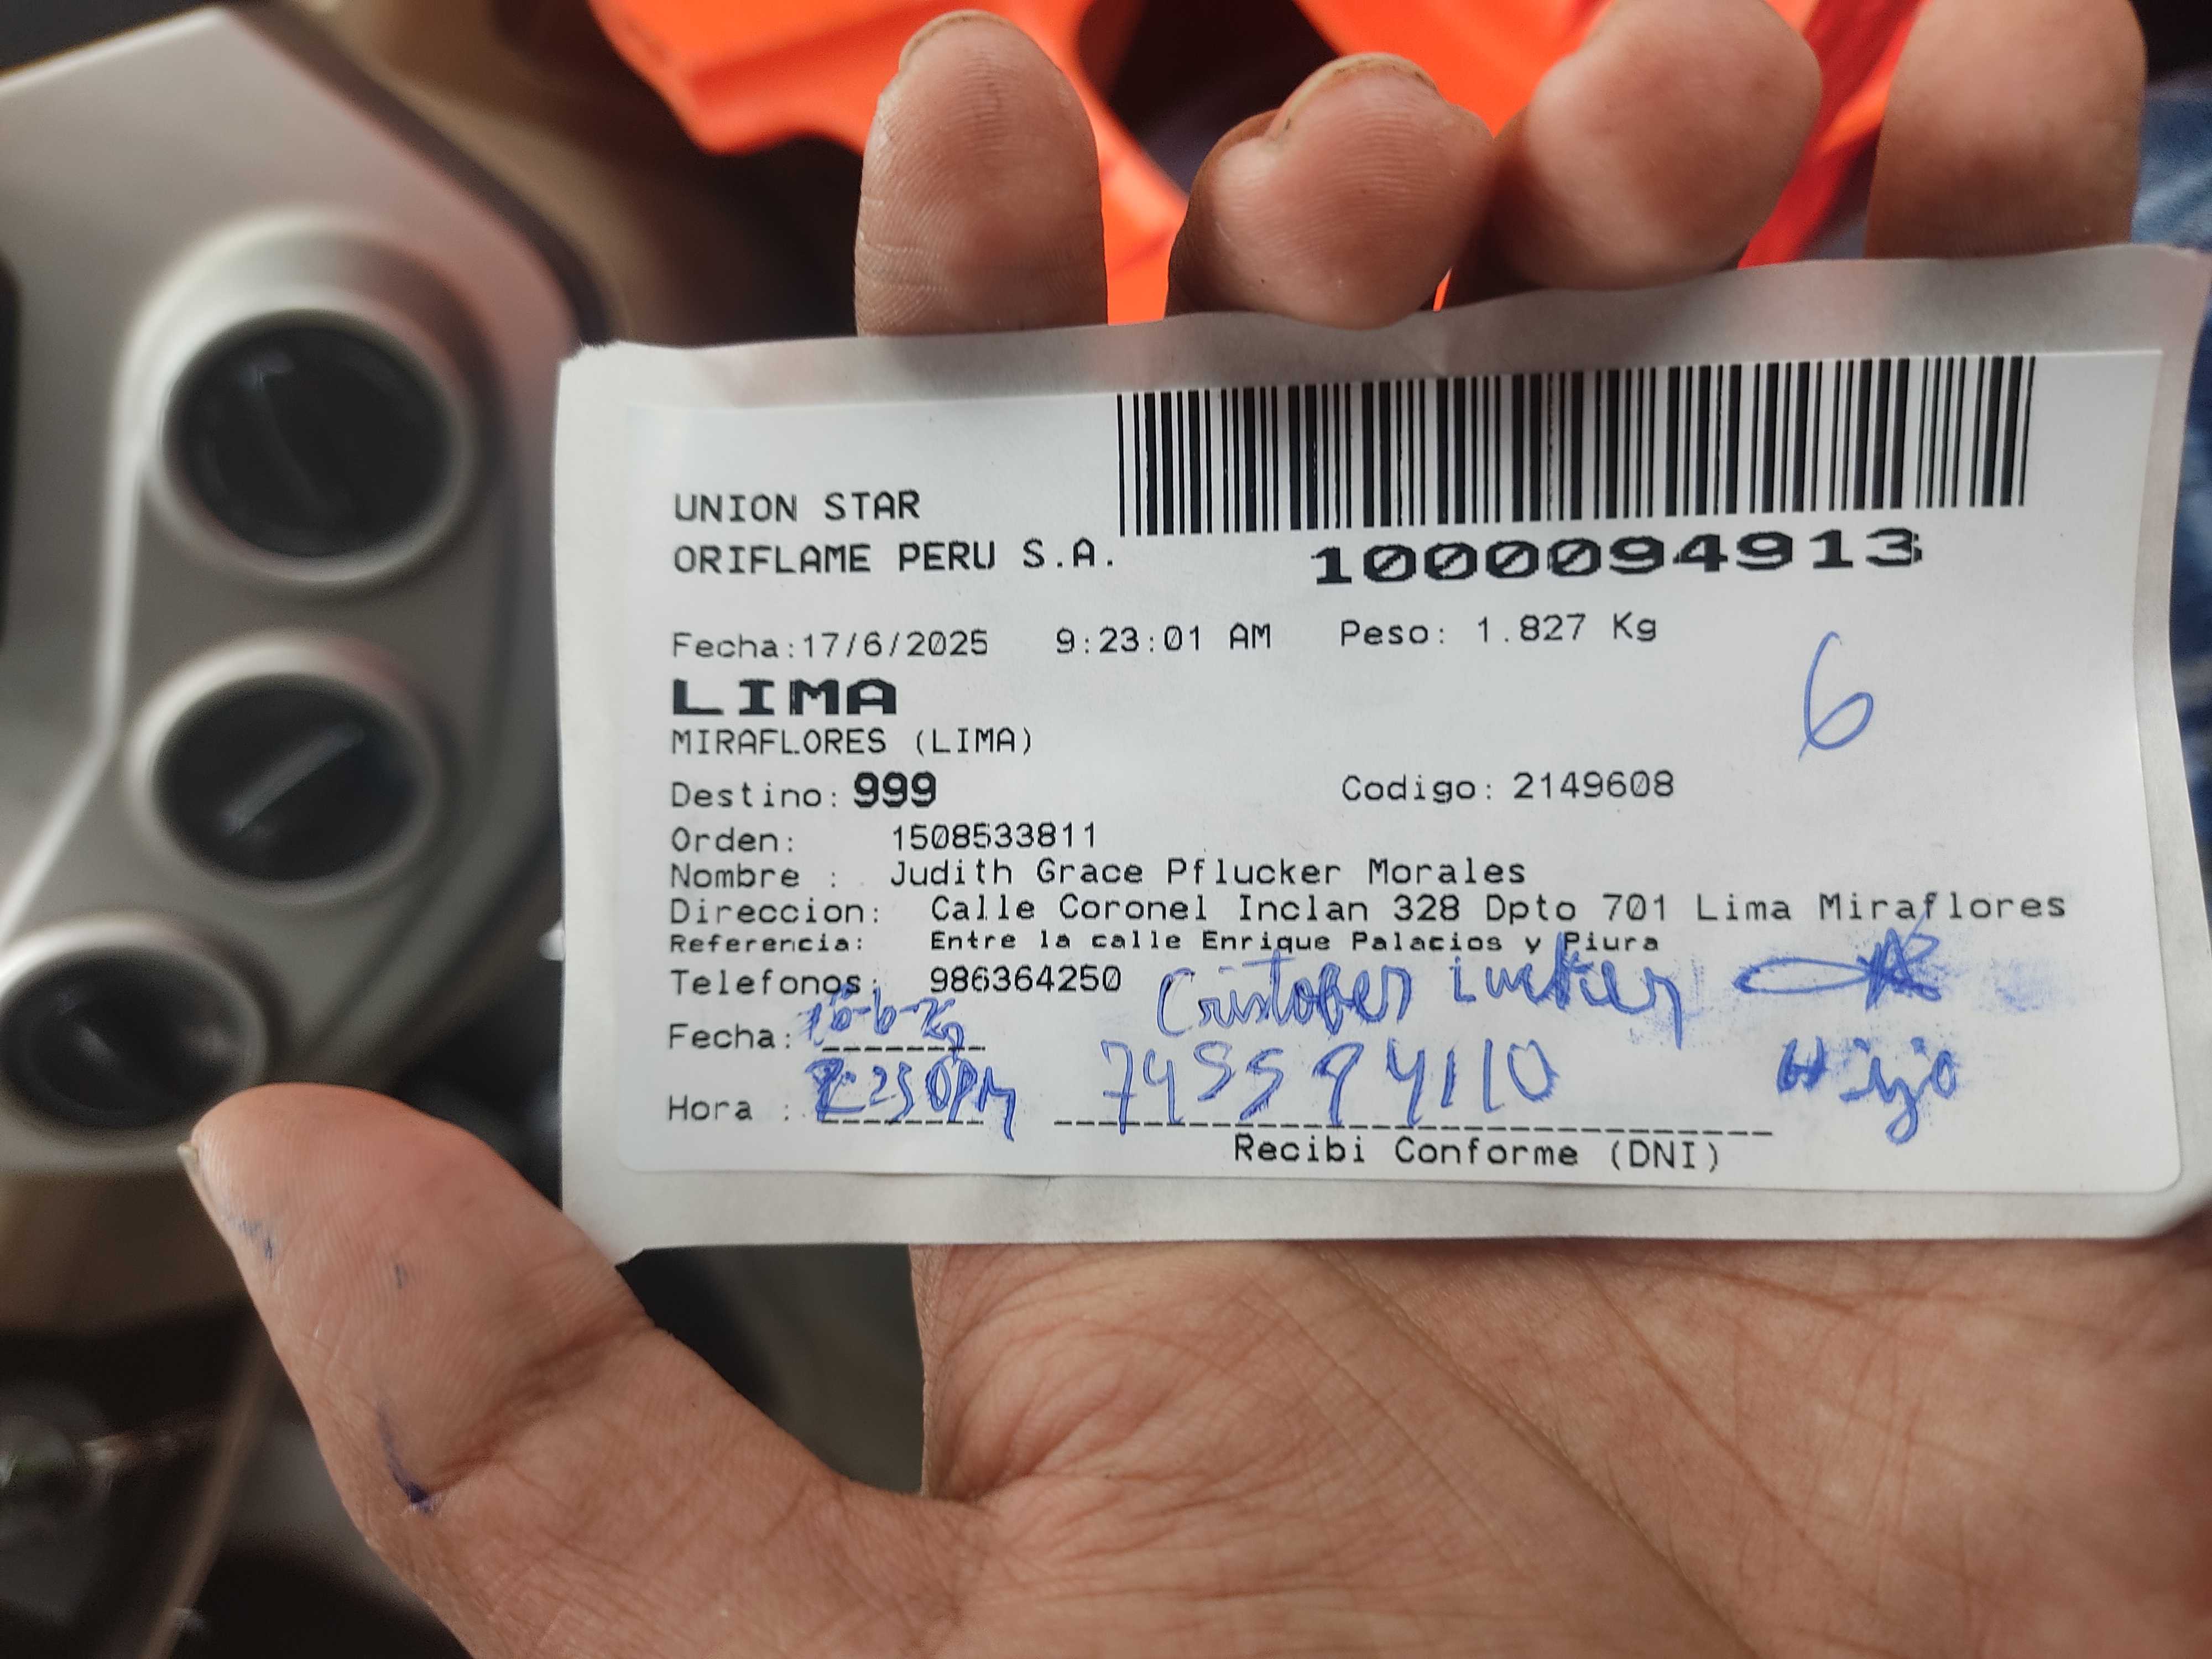 UNION STAR
ORIFLAME PERU S.A.
1000094913
Fecha:17/6/2025 9:23:01 AM Peso: 1.827 Kg
6
LIMA
MIRAFLORES (LIMA)
Destino: 999 Codigo: 2149608
Orden: 1508533811
Nombre : Judith Grace Pflucker Morales
Direccion: Calle Coronel Inclan 328 Dpto 701 Lima Miraflores
Referencia: Entre la calle Enrique Palacios y Piura
Telefonos: 986364250
Fecha:
Hora : Hijo
Recibi Conforme (DNI)